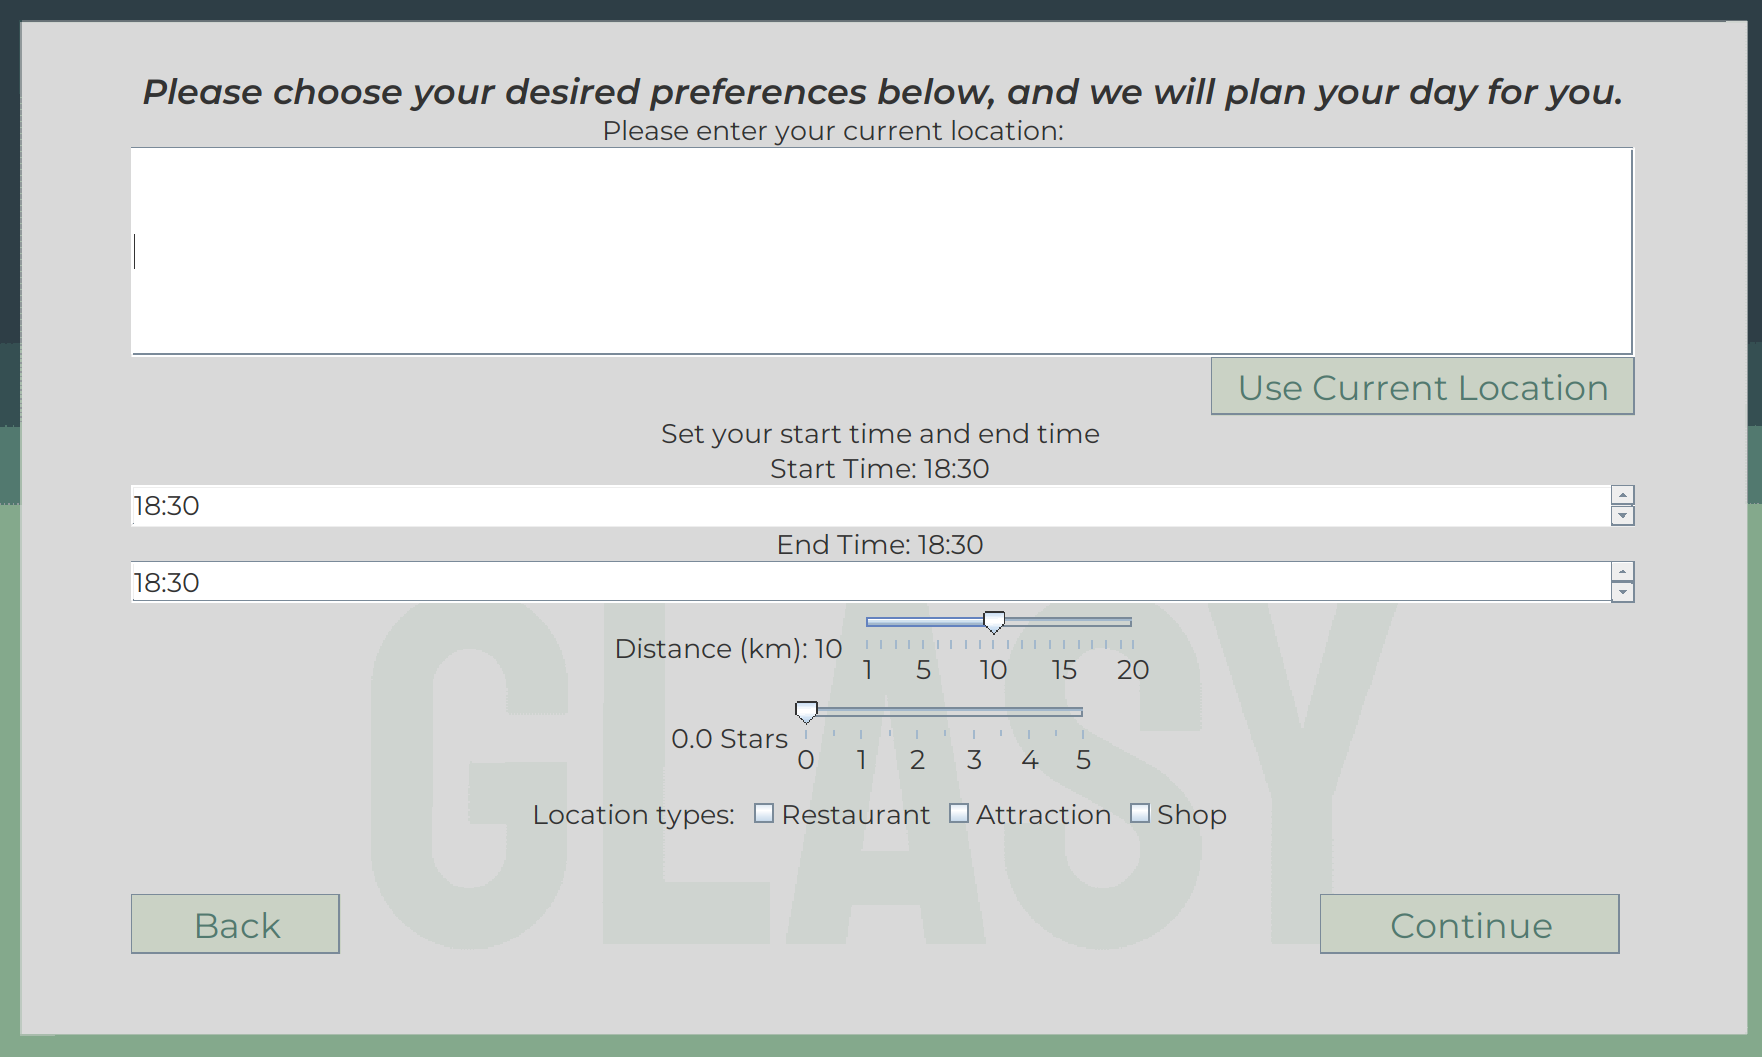 Please choose your desired preferences below, and we will plan your day for you.
Please enter your current location:
Use Current Location
Set your start time and end time
Start Time: 18:30
18:30
End Time: 18:30
18:30
Distance (km): 10
1 5 10 15 20
0.0 Stars
0 1 2 3 4 5
Location types: Restaurant Attraction Shop
GLASY
Back
Continue